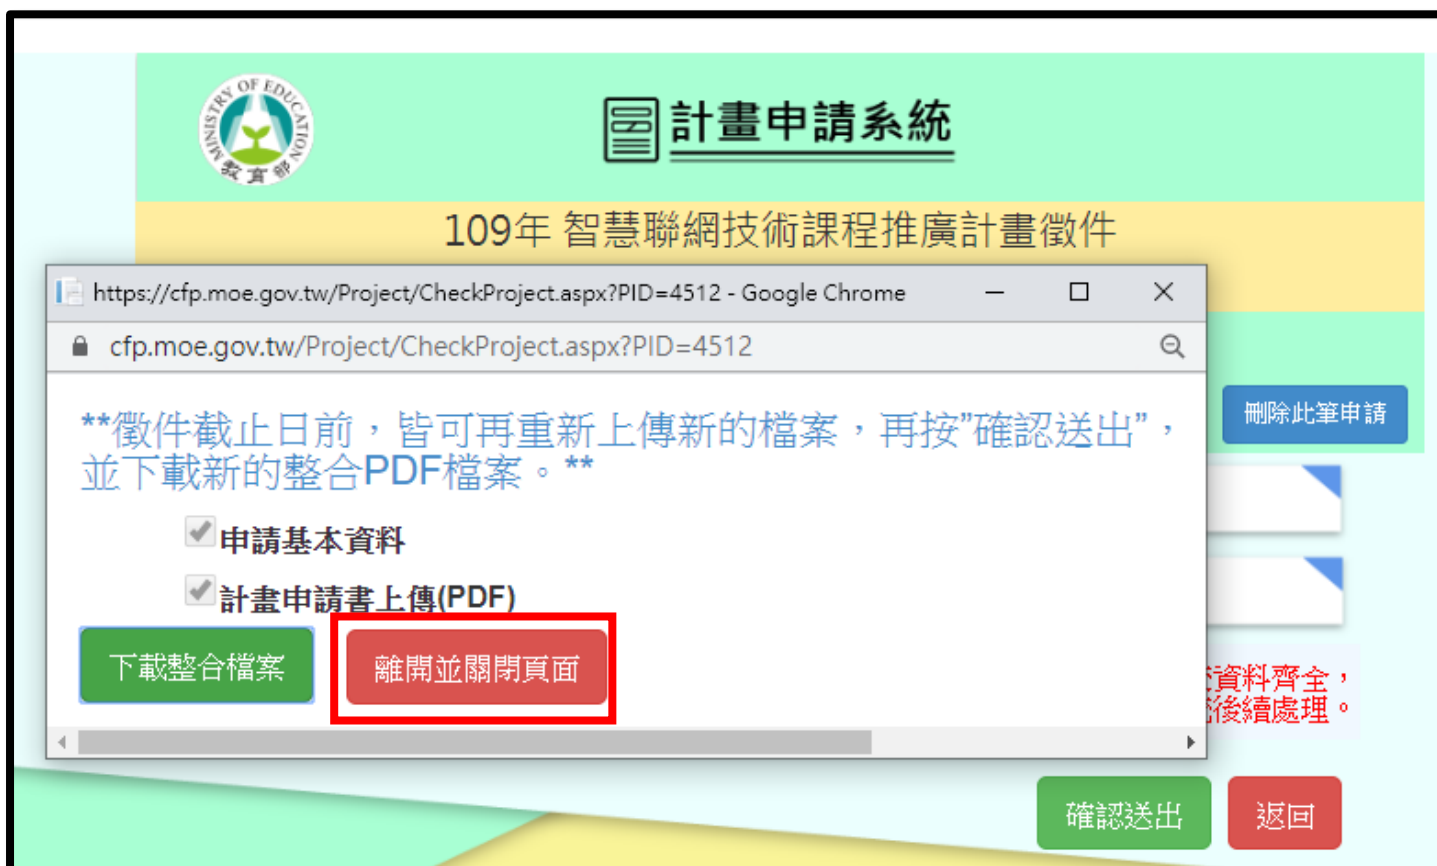 MINISTRY OF EDUCATION
教育部
計畫申請系統
109年 智慧聯網技術課程推廣計畫徵件
https://cfp.moe.gov.tw/Project/CheckProject.aspx?PID=4512 - Google Chrome
cfp.moe.gov.tw/Project/CheckProject.aspx?PID=4512
刪除此筆申請
**徵件截止日前，皆可再重新上傳新的檔案，再按”確認送出”，
並下載新的整合PDF檔案。**
申請基本資料
計畫申請書上傳(PDF)
下載整合檔案
離開並關閉頁面
資料齊全，
後續處理。
確認送出
返回